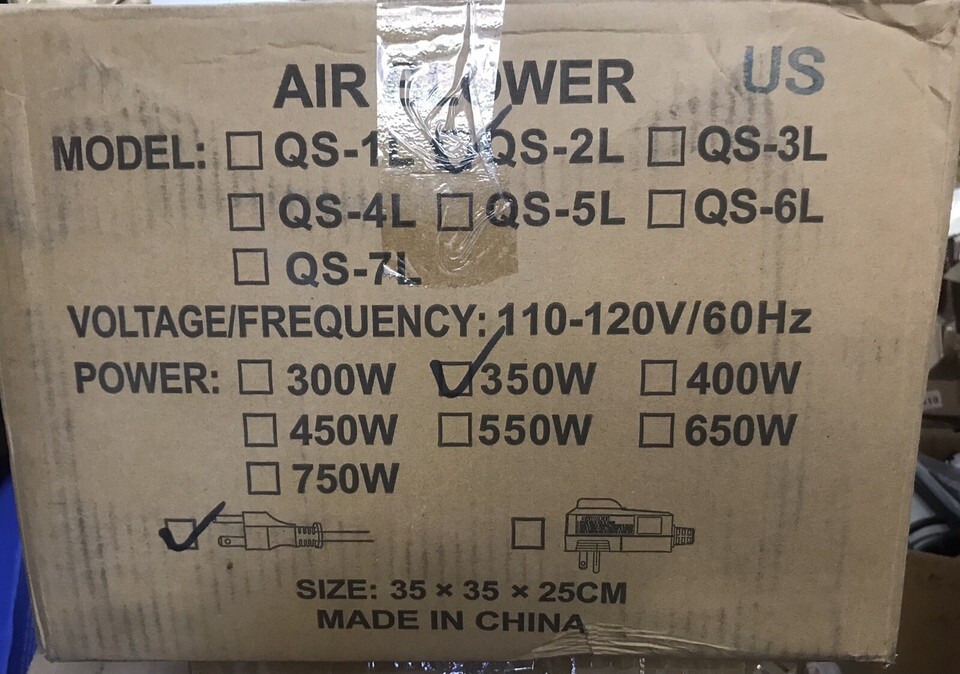 AIR BLOWER US
MODEL: QS-1L QS-2L QS-3L
QS-4L QS-5L QS-6L
QS-7L
VOLTAGE/FREQUENCY: 110-120V/60Hz
POWER: 300W 350W 400W
450W 550W 650W
750W
SIZE: 35 × 35 × 25CM
MADE IN CHINA